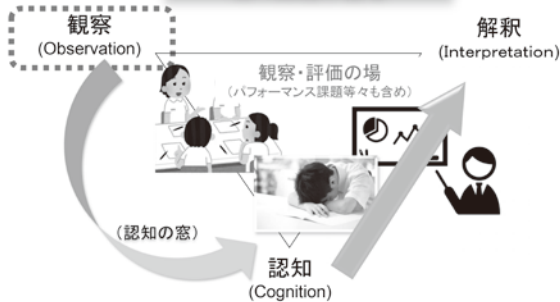 観察
(Observation)
解釈
(Interpretation)
観察・評価の場
(パフォーマンス課題等々も含め)
(認知の窓)
認知
(Cognition)